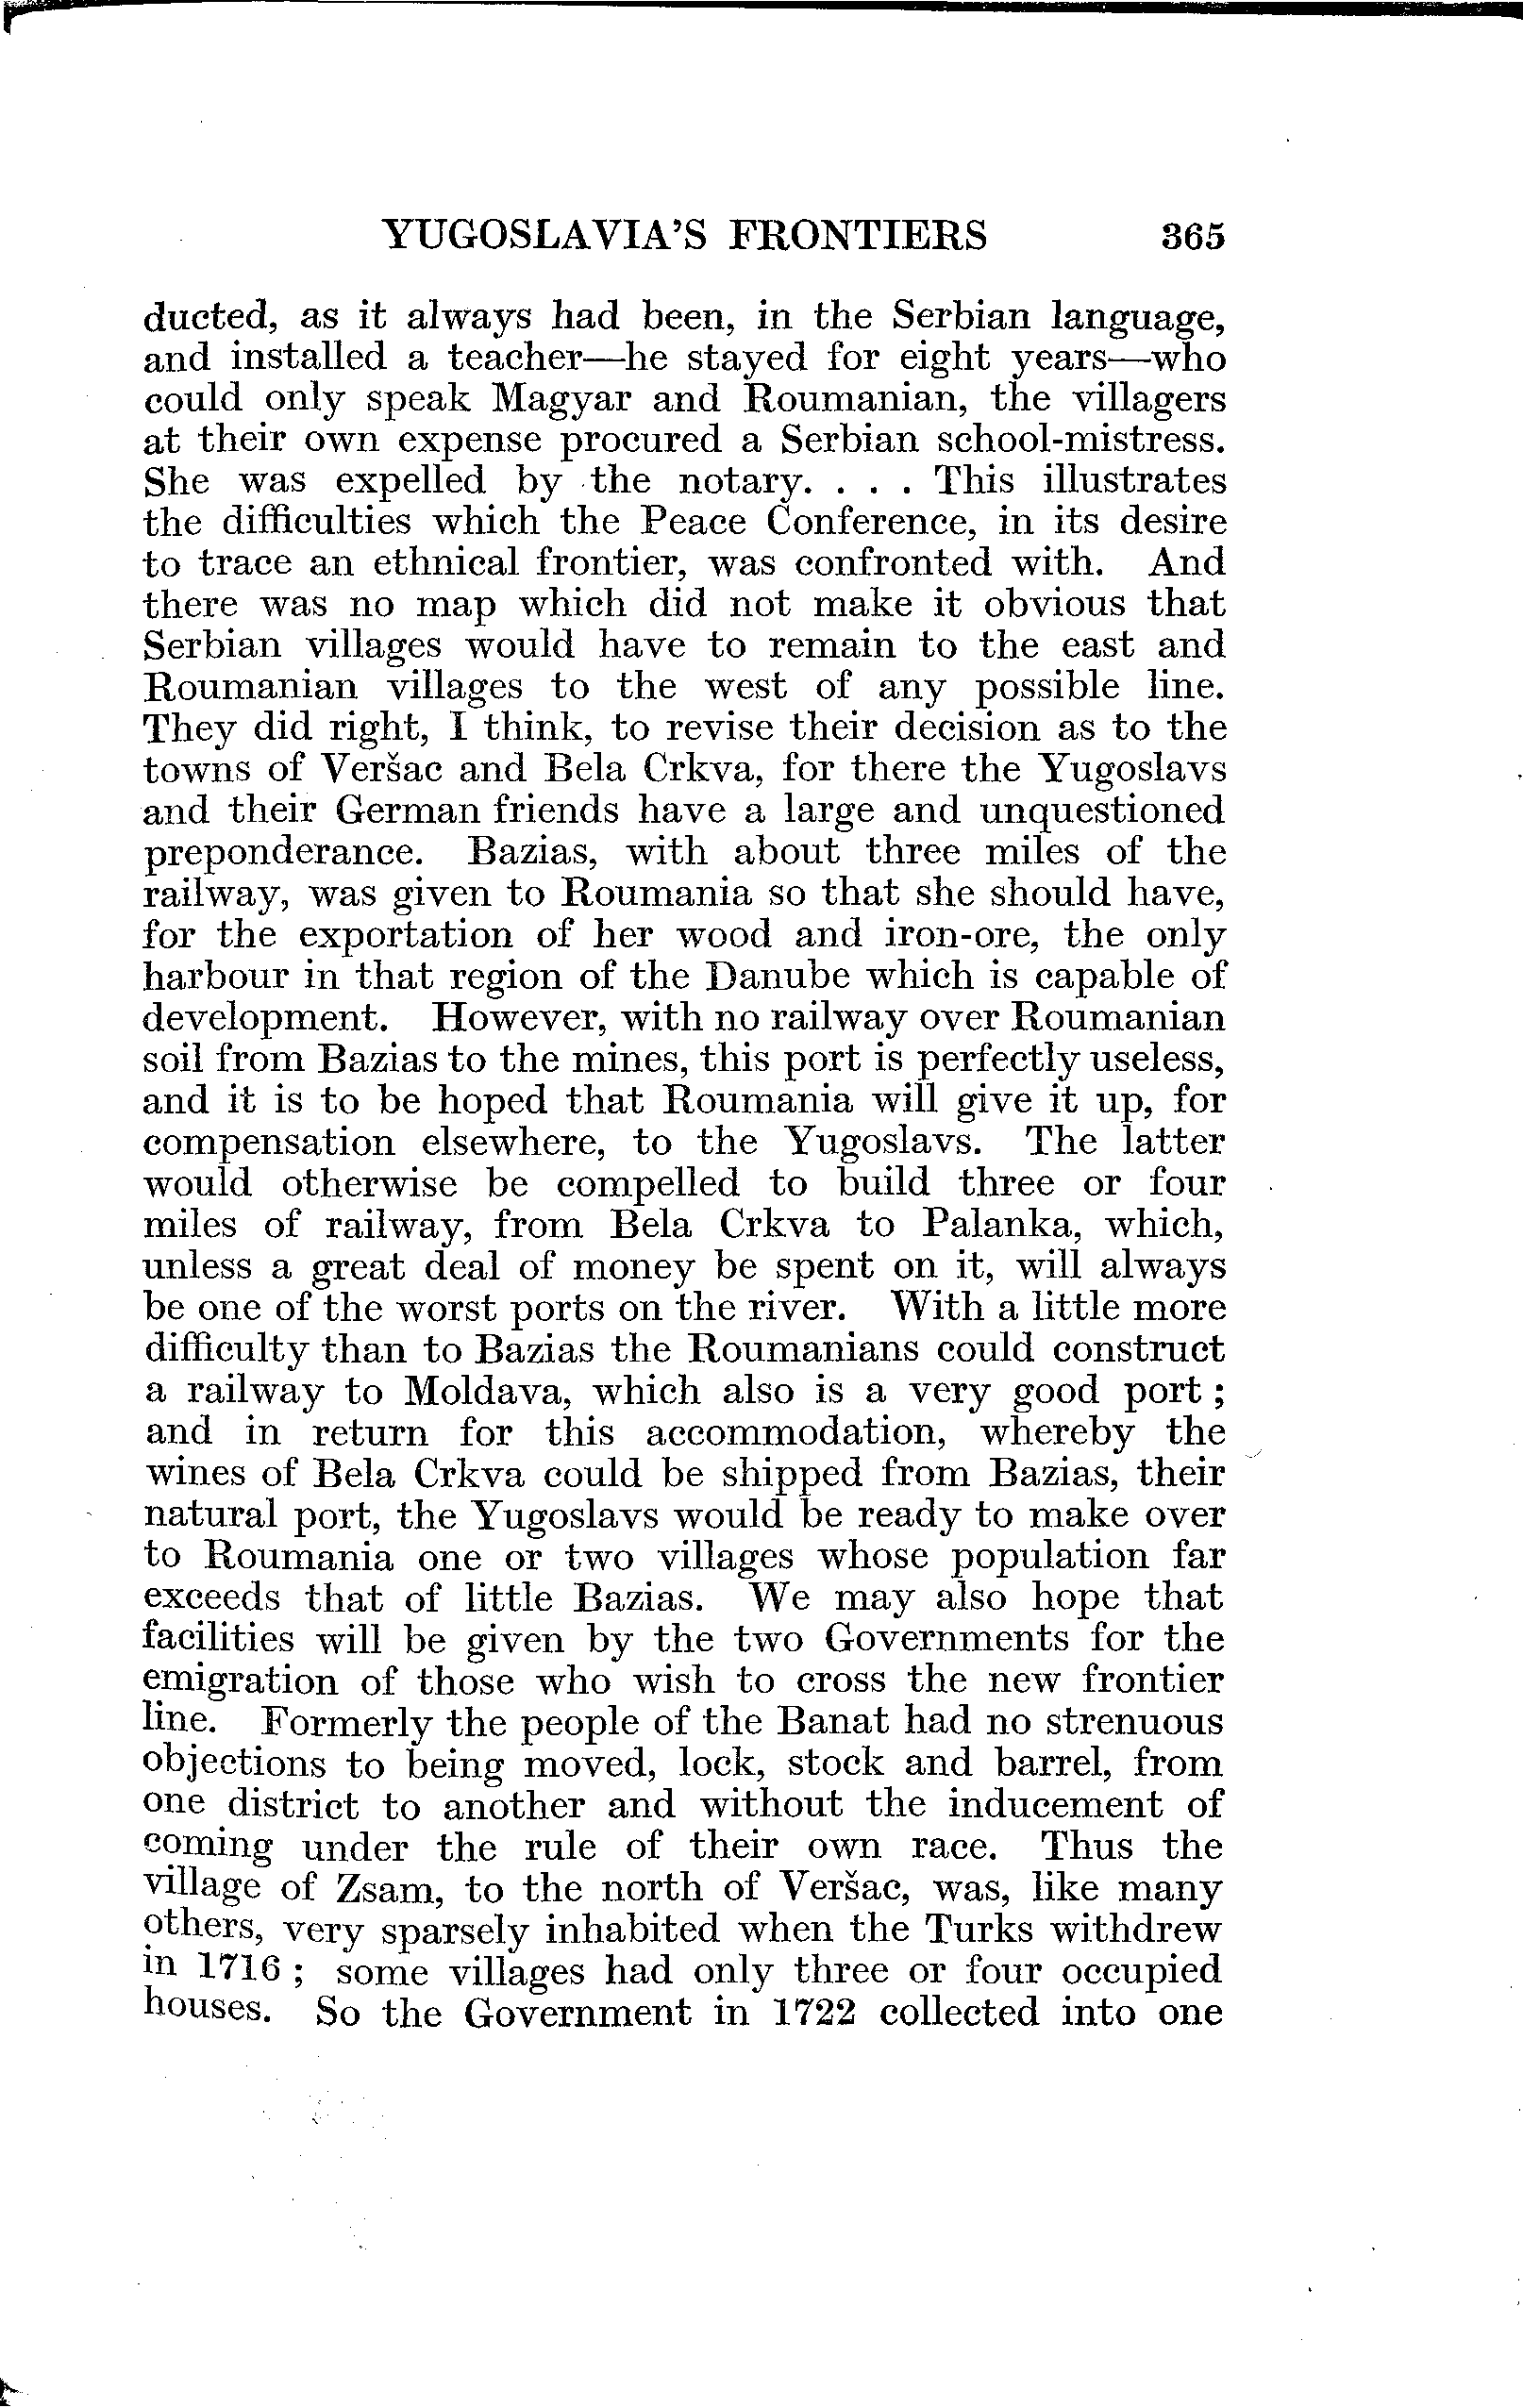 YUGOSLAVIA'S FRONTIERS 365
ducted, as it always had been, in the Serbian language,
and installed a teacher—he stayed for eight years—who
could only speak Magyar and Roumanian, the villagers
at their own expense procured a Serbian school-mistress.
She was expelled by the notary. . . . This illustrates
the difficulties which the Peace Conference, in its desire
to trace an ethnical frontier, was confronted with. And
there was no map which did not make it obvious that
Serbian villages would have to remain to the east and
Roumanian villages to the west of any possible line.
They did right, I think, to revise their decision as to the
towns of Veršac and Bela Crkva, for there the Yugoslavs
and their German friends have a large and unquestioned
preponderance. Bazias, with about three miles of the
railway, was given to Roumania so that she should have,
for the exportation of her wood and iron-ore, the only
harbour in that region of the Danube which is capable of
development. However, with no railway over Roumanian
soil from Bazias to the mines, this port is perfectly useless,
and it is to be hoped that Roumania will give it up, for
compensation elsewhere, to the Yugoslavs. The latter
would otherwise be compelled to build three or four
miles of railway, from Bela Crkva to Palanka, which,
unless a great deal of money be spent on it, will always
be one of the worst ports on the river. With a little more
difficulty than to Bazias the Roumanians could construct
a railway to Moldava, which also is a very good port ;
and in return for this accommodation, whereby the
wines of Bela Crkva could be shipped from Bazias, their
natural port, the Yugoslavs would be ready to make over
to Roumania one or two villages whose population far
exceeds that of little Bazias. We may also hope that
facilities will be given by the two Governments for the
emigration of those who wish to cross the new frontier
line. Formerly the people of the Banat had no strenuous
objections to being moved, lock, stock and barrel, from
one district to another and without the inducement of
coming under the rule of their own race. Thus the
village of Zsam, to the north of Veršac, was, like many
others, very sparsely inhabited when the Turks withdrew
in 1716 ; some villages had only three or four occupied
houses. So the Government in 1722 collected into one